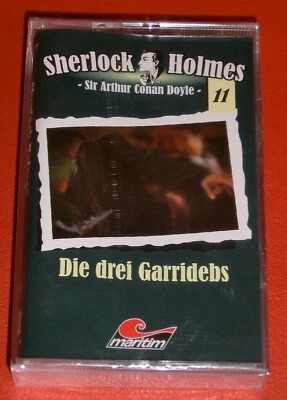 Sherlock Holmes
- Sir Arthur Conan Doyle -
11
Die drei Garridebs
maritim